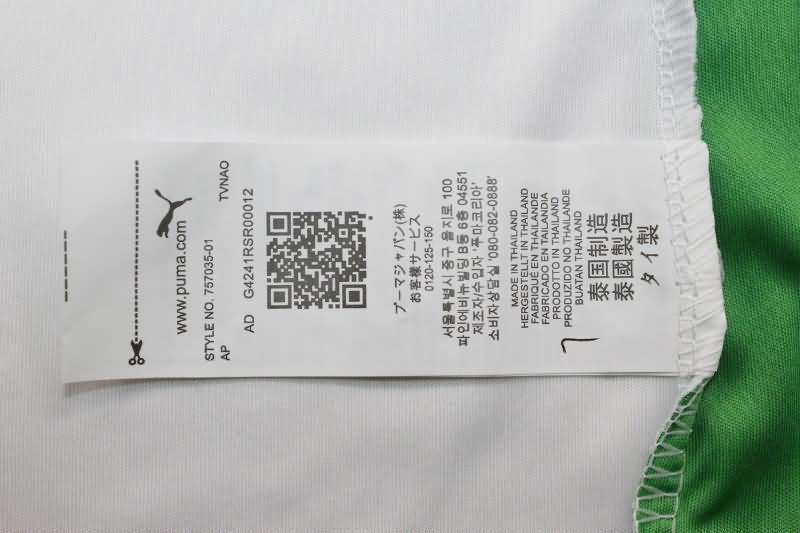 www.puma.com
STYLE NO. 757035-01
AP TVNAO
AD G4241RSR00012
プーマジャパン(株)
お客様サービス
0120-125-150
서울특별시 중구 을지로 100
파인에비뉴빌딩 B동 6층 04551
제조자/수입자 '푸마코리아'
소비자상담실 '080-082-0888'
MADE IN THAILAND
HERGESTELLT IN THAILAND
FABRIQUÉ EN THAÏLANDE
FABRICADO EN TAILANDIA
PRODOTTO IN THAILAND
PRODUZIDO NO THAILANDE
BUATAN THAILAND
泰国制造
泰國製造
タイ製